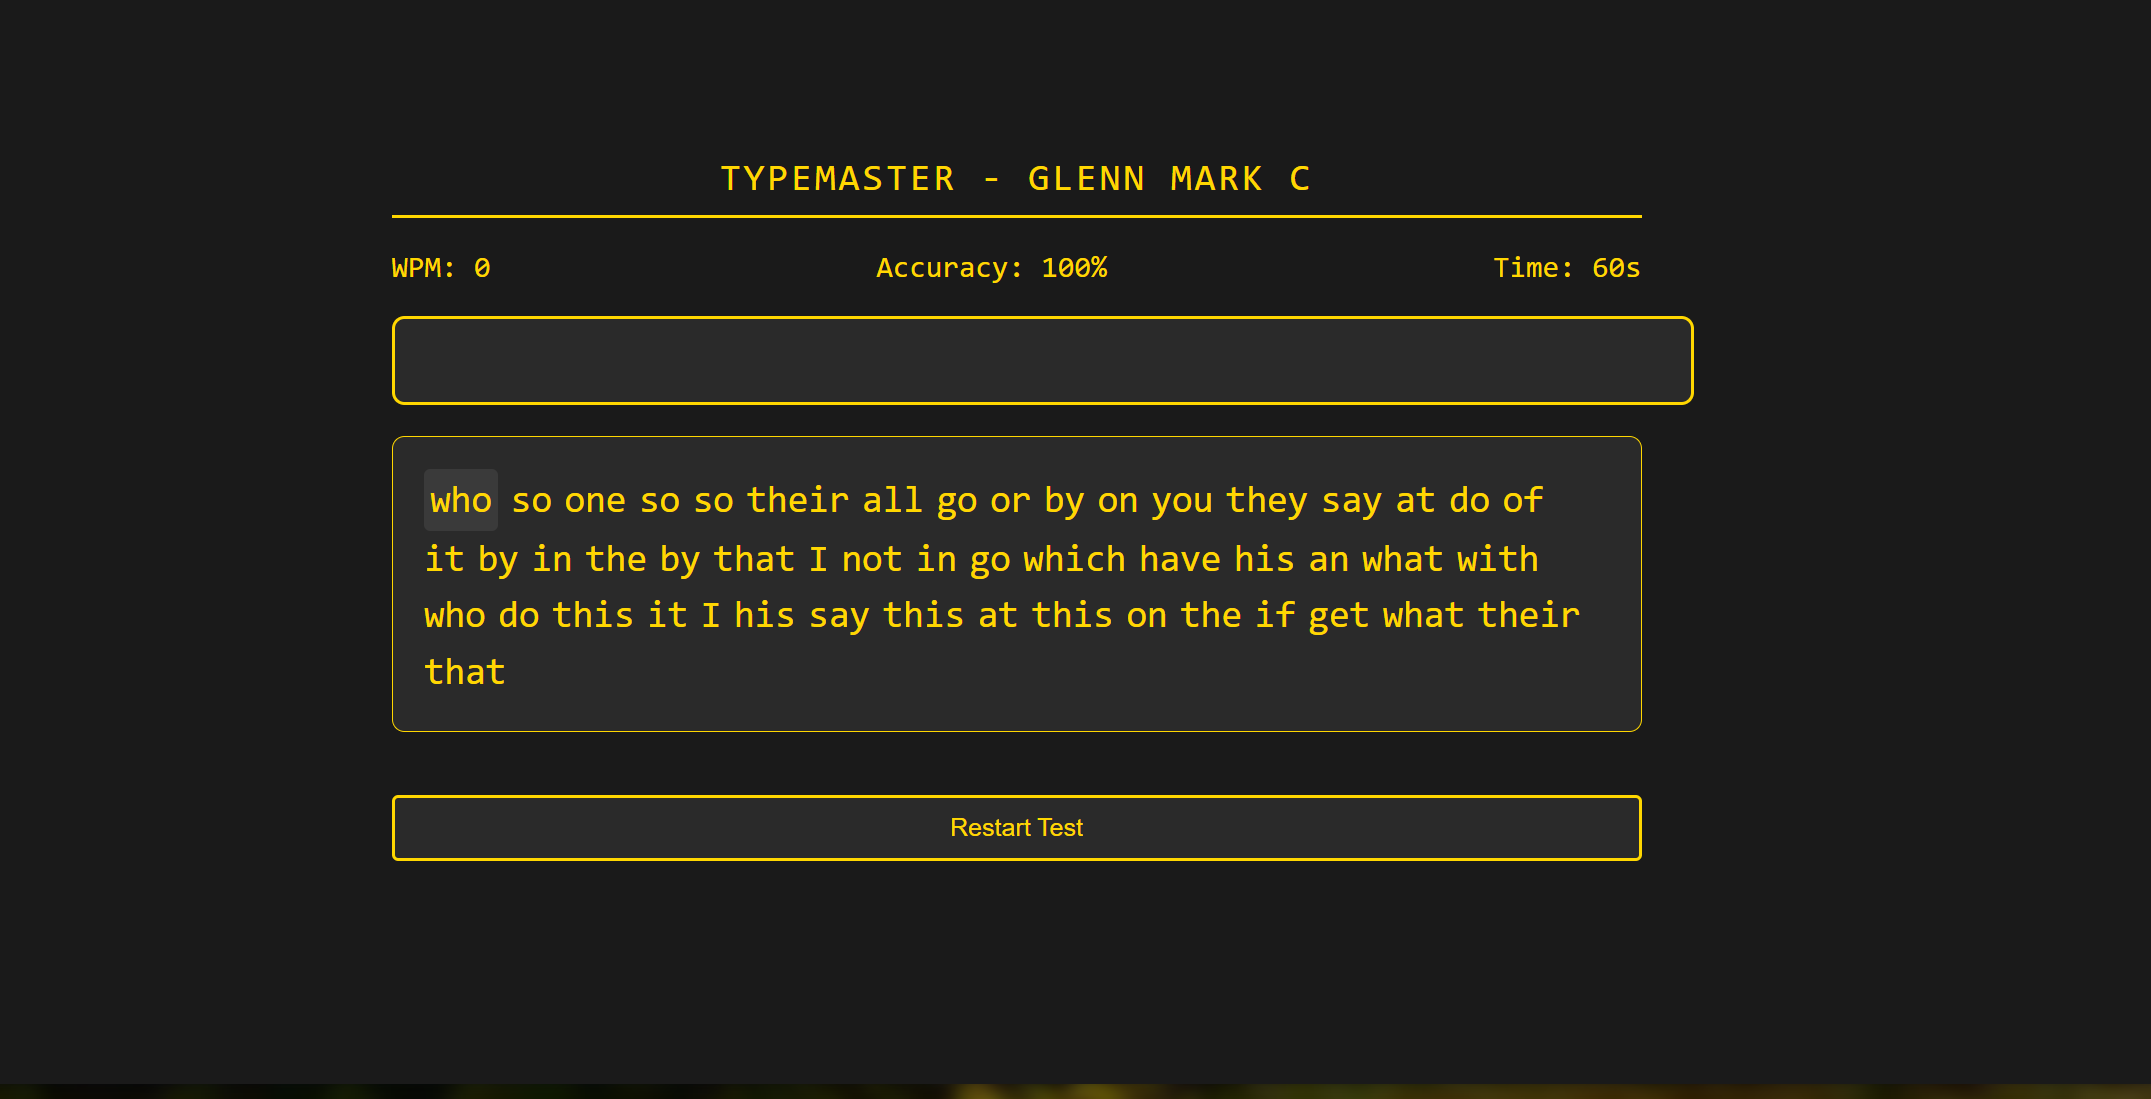 TYPEMASTER - GLENN MARK C
WPM: 0 Accuracy: 100% Time: 60s
who so one so so their all go or by on you they say at do of
it by in the by that I not in go which have his an what with
who do this it I his say this at this on the if get what their
that
Restart Test